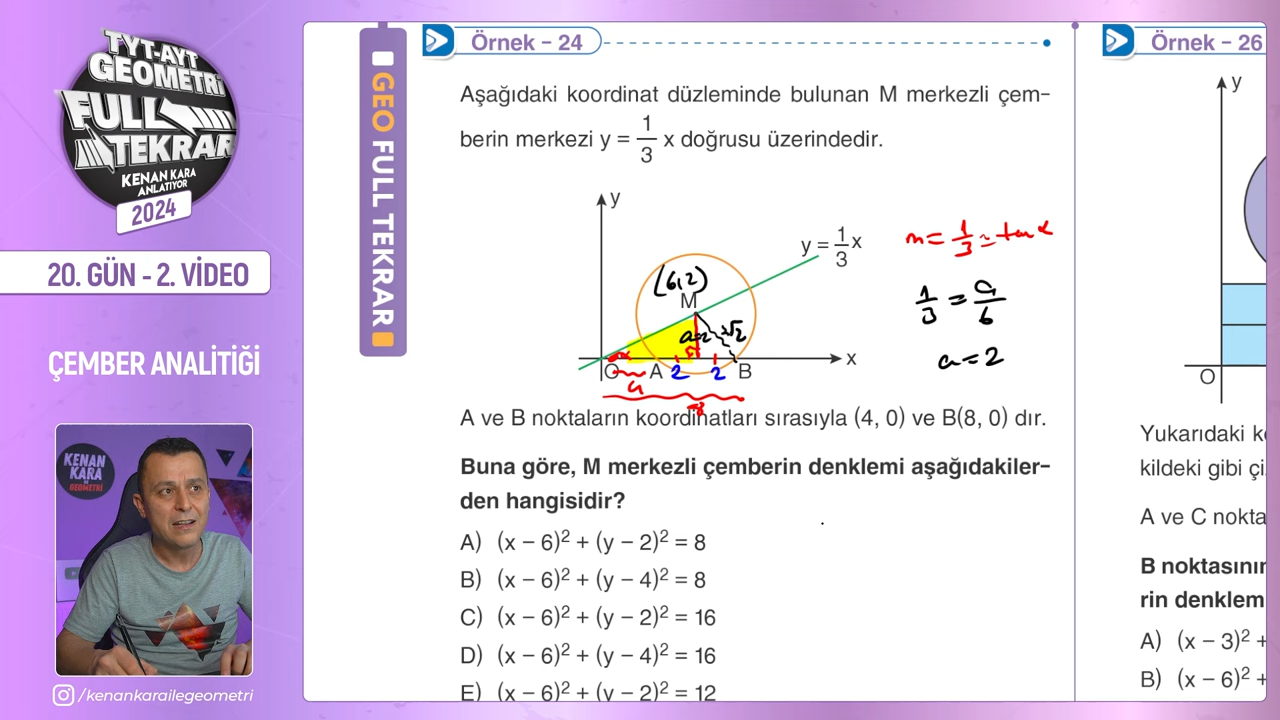 TYT-AYT
GEOMETRİ
FULL
TEKRAR
KENAN KARA
ANLATIYOR
2024
20. GÜN - 2. VİDEO
ÇEMBER ANALİTİĞİ
KENAN
KARA
GEOMETRİ
/kenankarailegeometri
GEO FULL TEKRAR
Örnek – 24
Aşağıdaki koordinat düzleminde bulunan M merkezli çem-
berin merkezi y = 1/3 x doğrusu üzerindedir.
y
y = 1/3 x
(6,2)
M
a=2
2√2
α
O
A
2
2
B
x
4
8
m = 1/3 = tan α
1/3 = a/6
a = 2
A ve B noktaların koordinatları sırasıyla (4, 0) ve B(8, 0) dır.
Buna göre, M merkezli çemberin denklemi aşağıdakiler-
den hangisidir?
A) (x – 6)² + (y – 2)² = 8
B) (x – 6)² + (y – 4)² = 8
C) (x – 6)² + (y – 2)² = 16
D) (x – 6)² + (y – 4)² = 16
E) (x – 6)² + (y – 2)² = 12
Örnek – 26
y
O
Yukarıdaki k
kildeki gibi çi
A ve C nokta
B noktasının
rin denklem
A) (x – 3)² +
B) (x – 6)² +